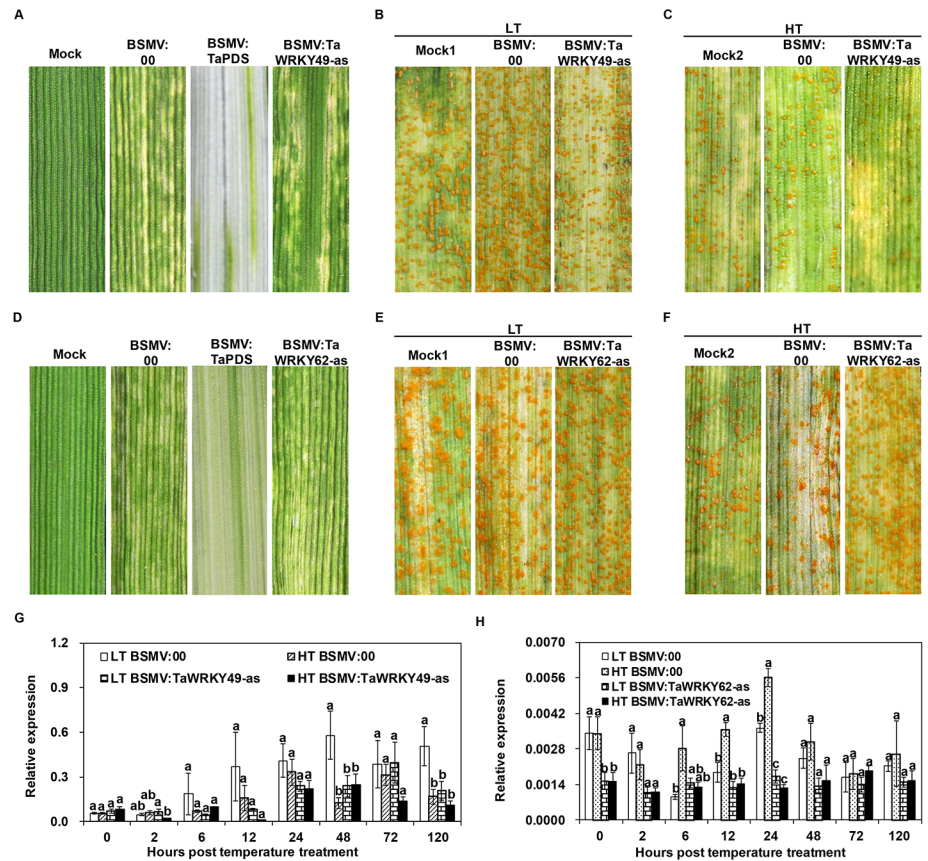 A
B
C
LT
HT
Mock
BSMV:
00
BSMV:
TaPDS
BSMV:Ta
WRKY49-as
Mock1
BSMV:
00
BSMV:Ta
WRKY49-as
Mock2
BSMV:
00
BSMV:Ta
WRKY49-as
D
E
F
LT
HT
Mock
BSMV:
00
BSMV:
TaPDS
BSMV:Ta
WRKY62-as
Mock1
BSMV:
00
BSMV:Ta
WRKY62-as
Mock2
BSMV:
00
BSMV:Ta
WRKY62-as
G
Relative expression
1.2
0.9
0.6
0.3
0.0
LT BSMV:00
HT BSMV:00
LT BSMV:TaWRKY49-as
HT BSMV:TaWRKY49-as
a a a a
ab a a b
a a a a
a a a a
a a a a
a b b b
a a a a
a b b b
0 2 6 12 24 48 72 120
Hours post temperature treatment
H
Relative expression
0.0070
0.0056
0.0042
0.0028
0.0014
0.0000
LT BSMV:00
HT BSMV:00
LT BSMV:TaWRKY62-as
HT BSMV:TaWRKY62-as
a a b b
a a a a
b a ab ab
b a b b
b a c c
a a a a
a a a a
a a a a
0 2 6 12 24 48 72 120
Hours post temperature treatment